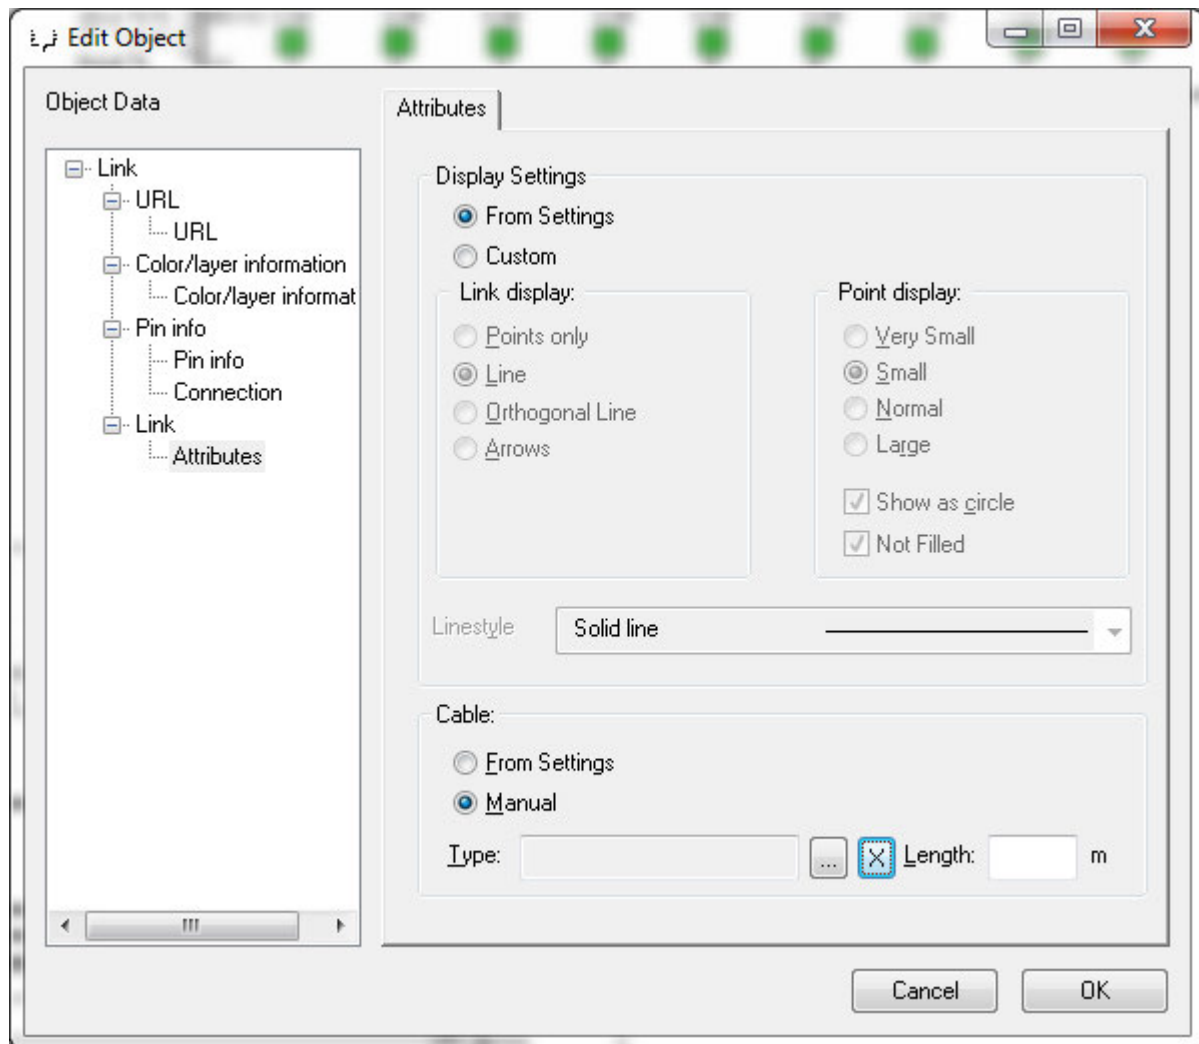 Edit Object
Object Data
Link
URL
URL
Color/layer information
Color/layer informat
Pin info
Pin info
Connection
Link
Attributes
Attributes
Display Settings
From Settings
Custom
Link display:
Points only
Line
Orthogonal Line
Arrows
Point display:
Very Small
Small
Normal
Large
Show as circle
Not Filled
Linestyle
Solid line
Cable:
From Settings
Manual
Type: ... X Length: m
Cancel
OK